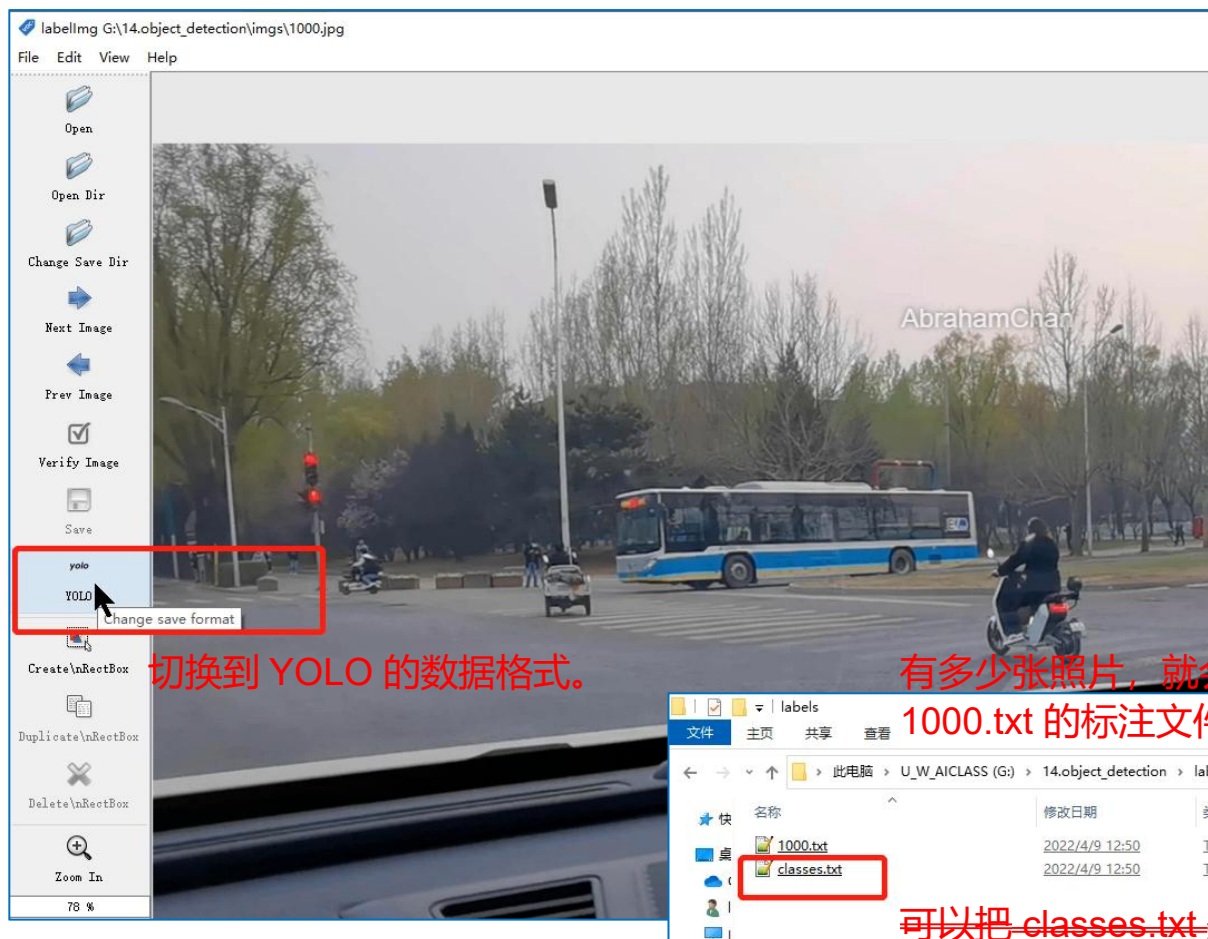 labelImg G:\14.object_detection\imgs\1000.jpg
File Edit View Help
Open
Open Dir
Change Save Dir
Next Image
Prev Image
Verify Image
Save
yolo
YOLO
Change save format
Create\nRectBox
Duplicate\nRectBox
Delete\nRectBox
Zoom In
78 %
AbrahamChan
切换到 YOLO 的数据格式。
有多少张照片，就
1000.txt 的标注文件
labels
文件 主页 共享 查看
此电脑 › U_W_AICLASS (G:) › 14.object_detection ›
名称 修改日期
快
1000.txt 2022/4/9 12:50
classes.txt 2022/4/9 12:50
可以把 classes.txt